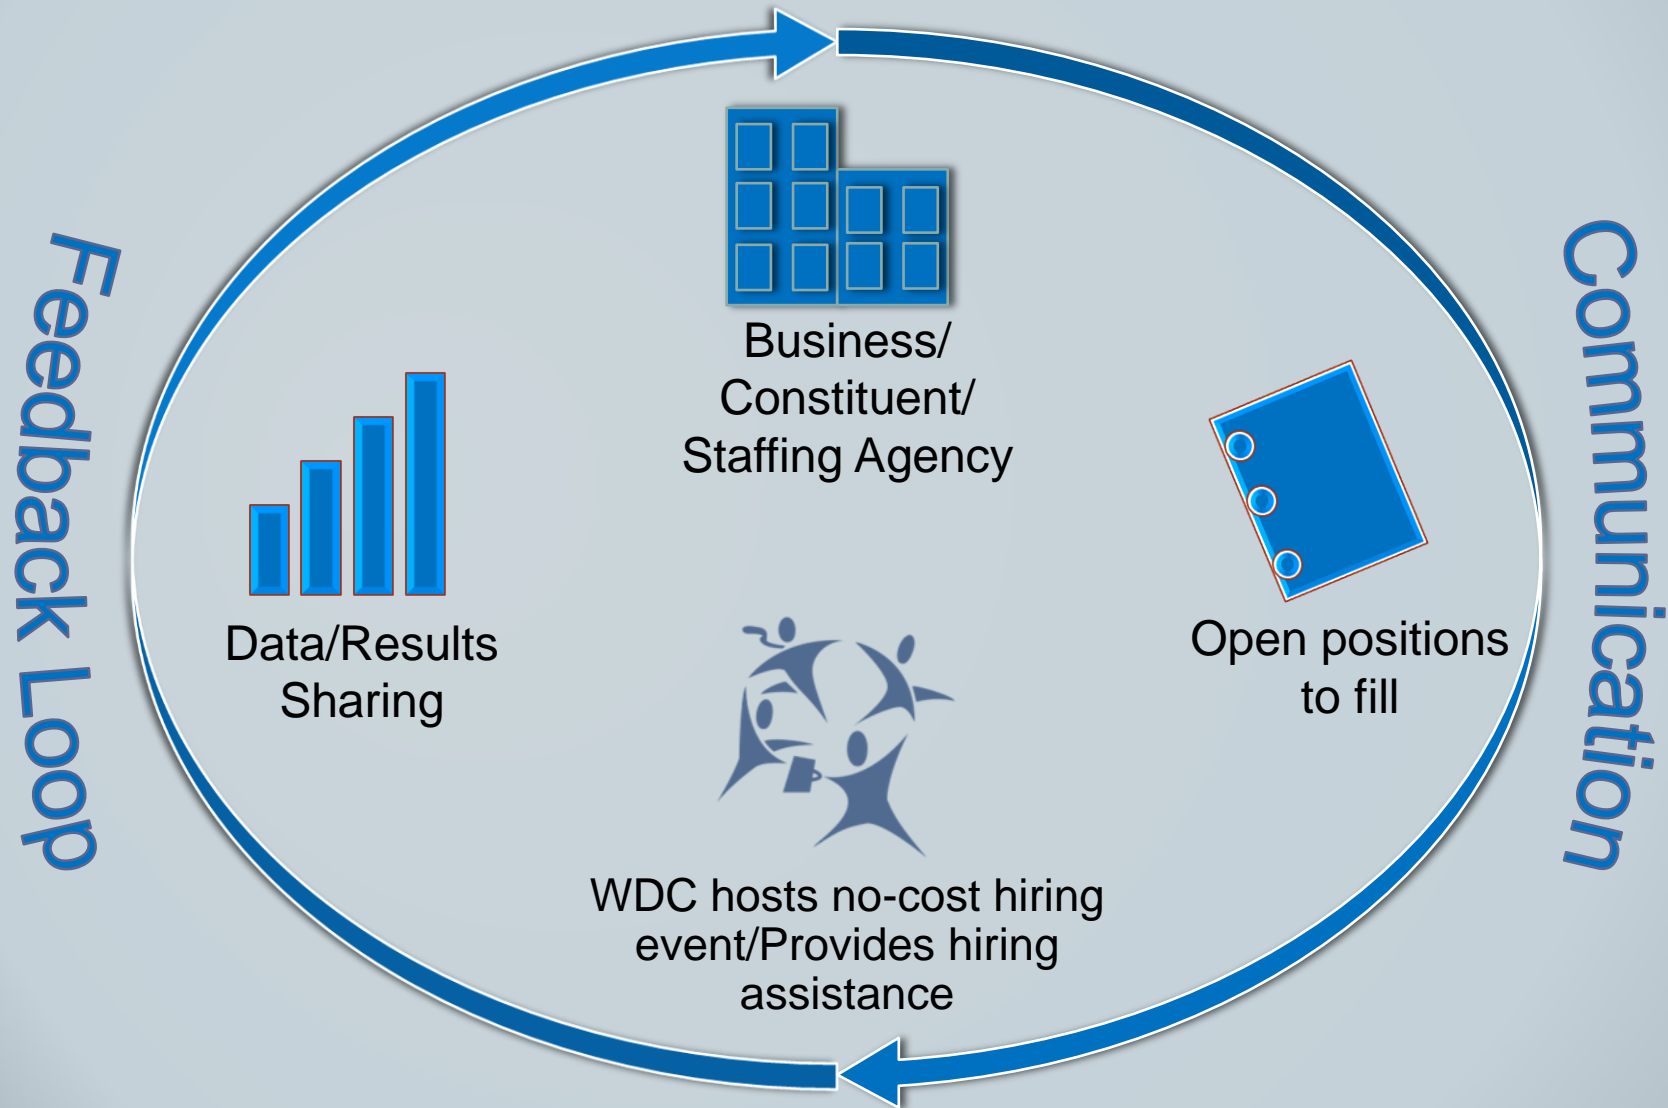 Feedback Loop
Business/
Constituent/
Staffing Agency
Communication
Data/Results
Sharing
Open positions
to fill
WDC hosts no-cost hiring
event/Provides hiring
assistance